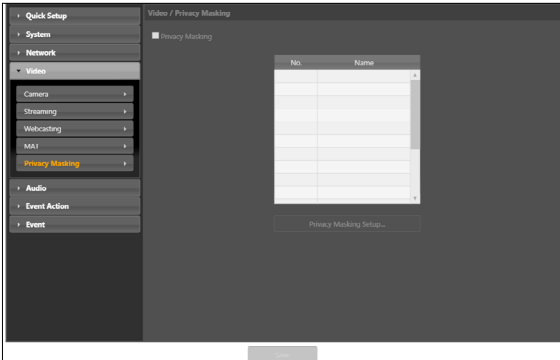 Quick Setup
System
Network
Video
Camera
Streaming
Webcasting
MAT
Privacy Masking
Audio
Event Action
Event
Video / Privacy Masking
Privacy Masking
No. Name
Privacy Masking Setup...
Save